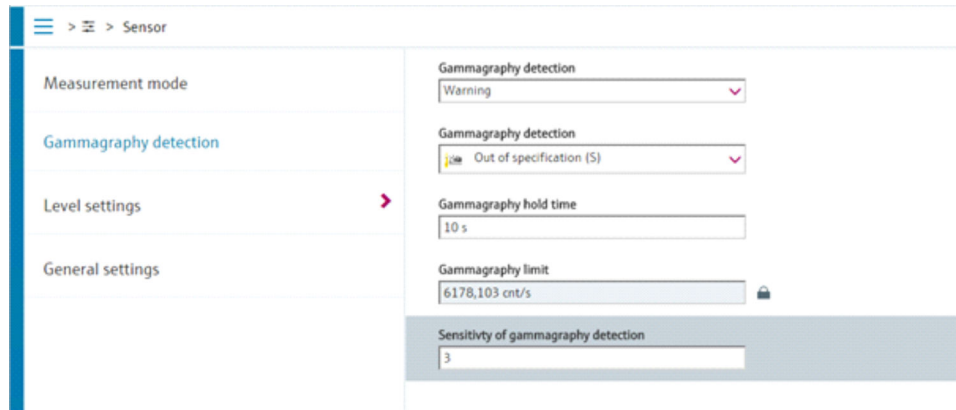 > > Sensor
Measurement mode
Gammagraphy detection
Level settings
General settings
Gammagraphy detection
Warning
Gammagraphy detection
Out of specification (S)
Gammagraphy hold time
10 s
Gammagraphy limit
6178,103 cnt/s
Sensitivty of gammagraphy detection
3